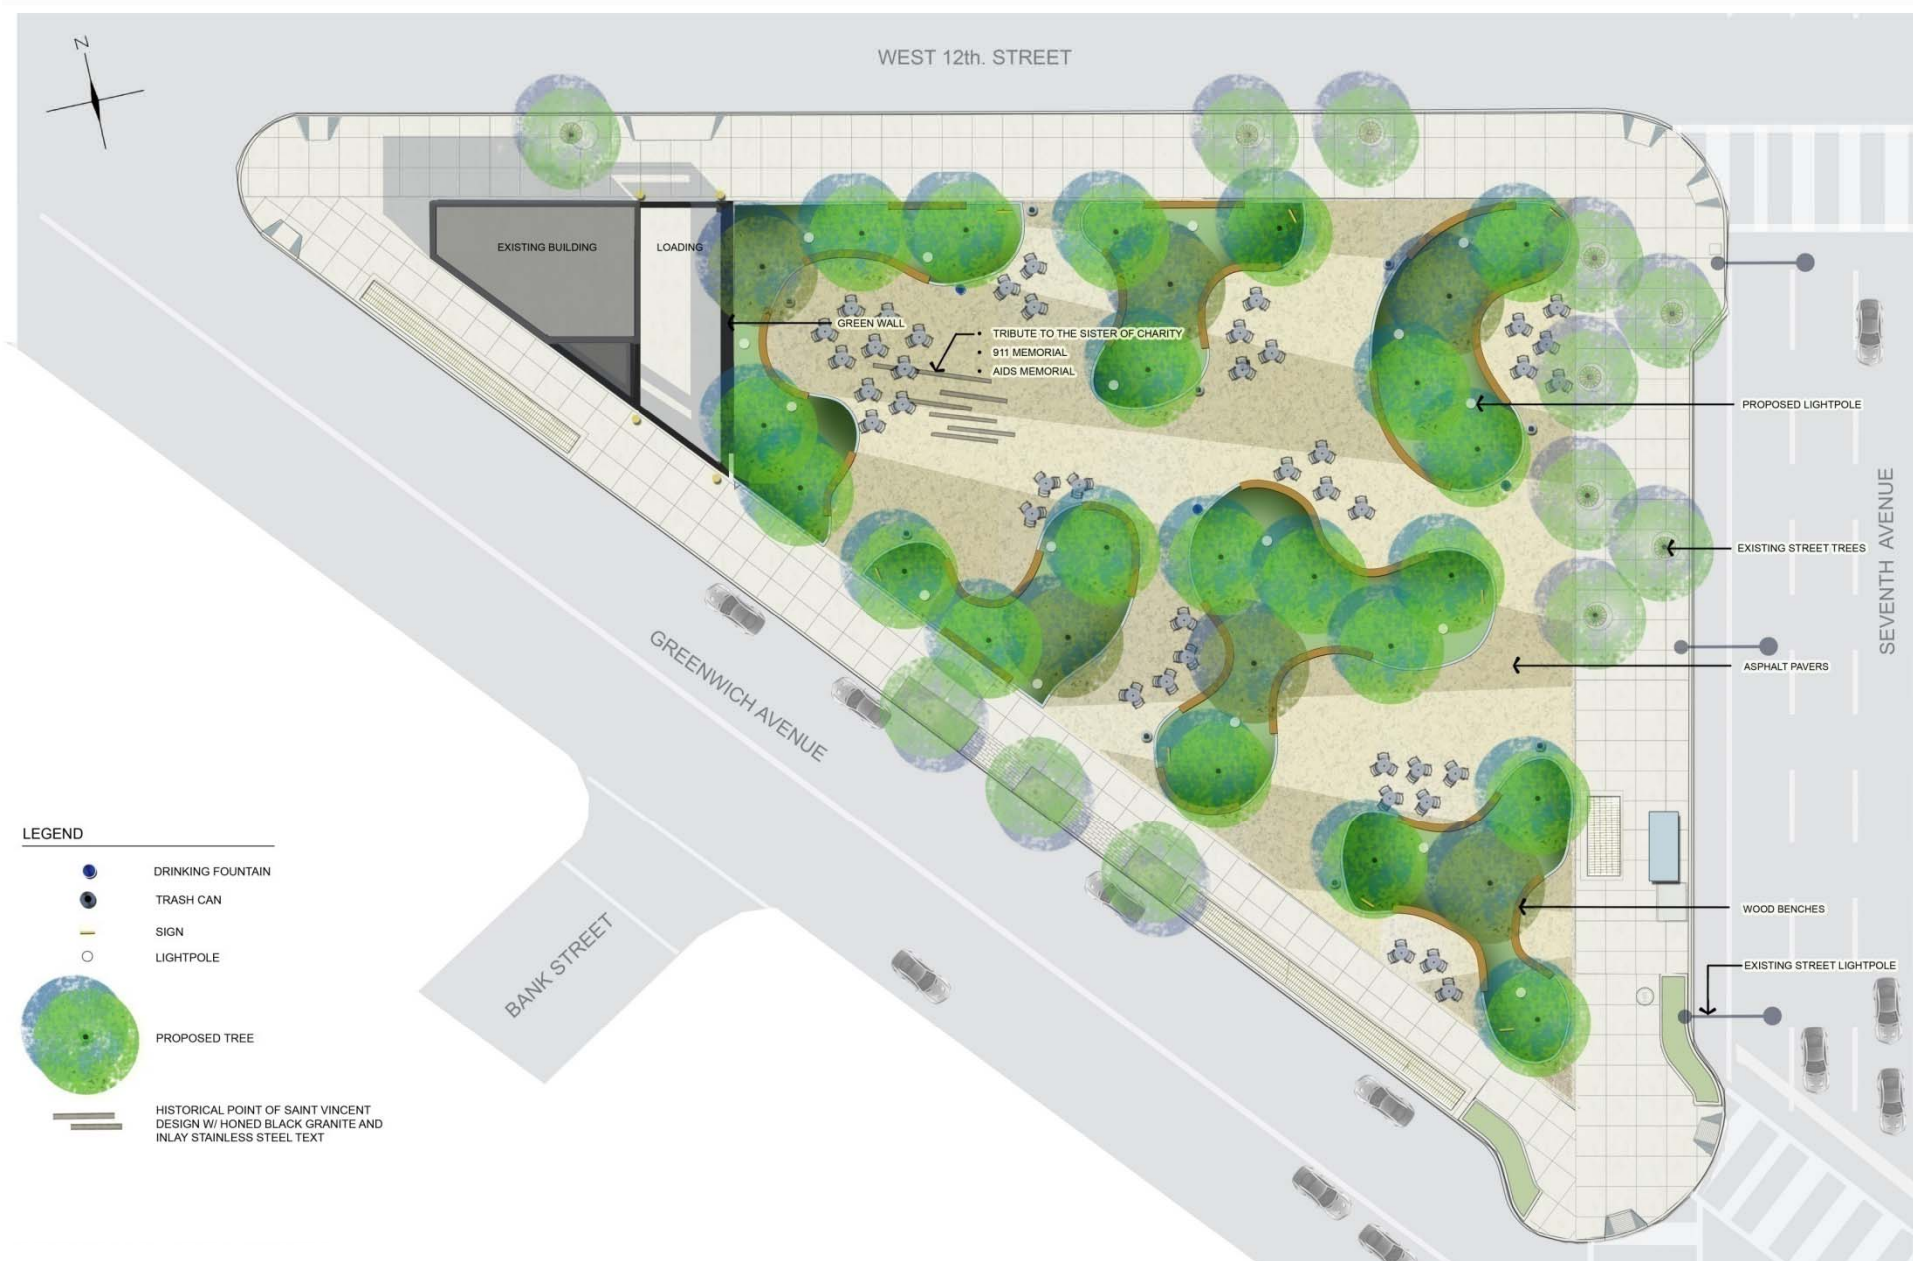 WEST 12th. STREET
N
EXISTING BUILDING
LOADING
GREEN WALL
• TRIBUTE TO THE SISTER OF CHARITY
• 911 MEMORIAL
• AIDS MEMORIAL
PROPOSED LIGHTPOLE
EXISTING STREET TREES
SEVENTH AVENUE
ASPHALT PAVERS
GREENWICH AVENUE
WOOD BENCHES
EXISTING STREET LIGHTPOLE
BANK STREET
LEGEND
DRINKING FOUNTAIN
TRASH CAN
SIGN
LIGHTPOLE
PROPOSED TREE
HISTORICAL POINT OF SAINT VINCENT
DESIGN W/ HONED BLACK GRANITE AND
INLAY STAINLESS STEEL TEXT